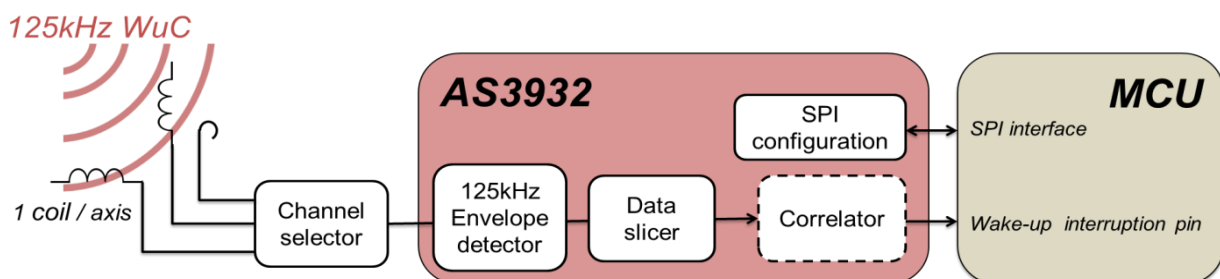 125kHz WuC
1 coil / axis
Channel
selector
AS3932
125kHz
Envelope
detector
Data
slicer
SPI
configuration
Correlator
MCU
SPI interface
Wake-up interruption pin